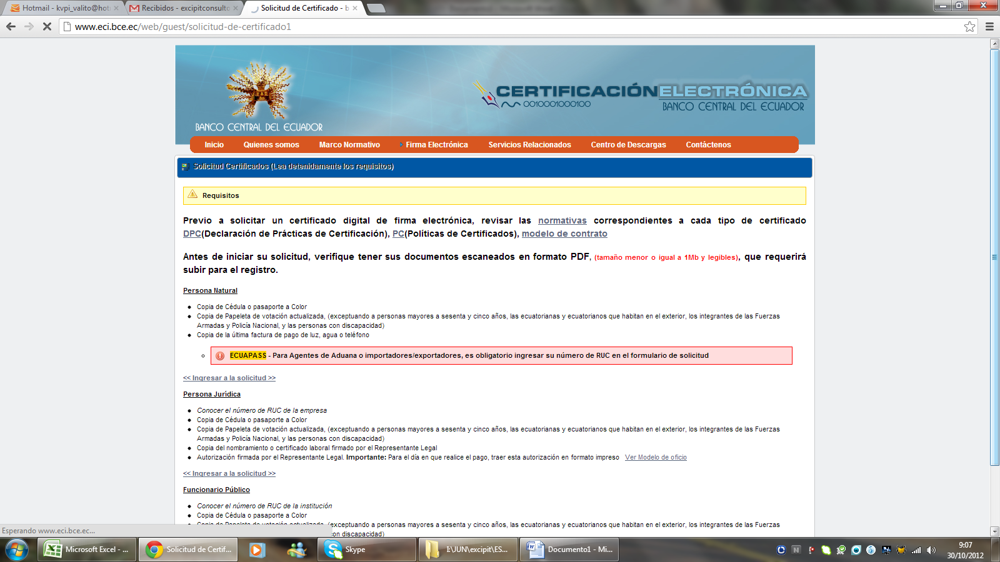 Hotmail - kvpi_valito@hot
Recibidos - excipitconsulto
Solicitud de Certificado - b
www.eci.bce.ec/web/guest/solicitud-de-certificado1
BANCO CENTRAL DEL ECUADOR
CERTIFICACIÓNELECTRÓNICA
00100001000100
BANCO CENTRAL DEL ECUADOR
Inicio Quienes somos Marco Normativo Firma Electrónica Servicios Relacionados Centro de Descargas Contáctenos
Solicitud Certificados (Lea detenidamente los requisitos)
Requisitos
Previo a solicitar un certificado digital de firma electrónica, revisar las normativas correspondientes a cada tipo de certificado
DPC(Declaración de Prácticas de Certificación), PC(Políticas de Certificados), modelo de contrato
Antes de iniciar su solicitud, verifique tener sus documentos escaneados en formato PDF, (tamaño menor o igual a 1Mb y legibles), que requerirá
subir para el registro.
Persona Natural
Copia de Cédula o pasaporte a Color
Copia de Papeleta de votación actualizada, (exceptuando a personas mayores a sesenta y cinco años, las ecuatorianas y ecuatorianos que habitan en el exterior, los integrantes de las Fuerzas
Armadas y Policía Nacional, y las personas con discapacidad)
Copia de la última factura de pago de luz, agua o teléfono
ECUAPASS - Para Agentes de Aduana o importadores/exportadores, es obligatorio ingresar su número de RUC en el formulario de solicitud
<< Ingresar a la solicitud >>
Persona Jurídica
Conocer el número de RUC de la empresa
Copia de Cédula o pasaporte a Color
Copia de Papeleta de votación actualizada, (exceptuando a personas mayores a sesenta y cinco años, las ecuatorianas y ecuatorianos que habitan en el exterior, los integrantes de las Fuerzas
Armadas y Policía Nacional, y las personas con discapacidad)
Copia del nombramiento o certificado laboral firmado por el Representante Legal
Autorización firmada por el Representante Legal. Importante: Para el día en que realice el pago, traer esta autorización en formato impreso Ver Modelo de oficio
<< Ingresar a la solicitud >>
Funcionario Público
Conocer el número de RUC de la institución
Copia de Cédula o pasaporte a Color
Copia de Papeleta de votación actualizada, (exceptuando a personas mayores a sesenta y cinco años, las ecuatorianas y ecuatorianos que habitan en el exterior, los integrantes de las Fuerzas
con discapacidad)
Esperando www.eci.bce.ec...
Microsoft Excel - ...
Solicitud de Certif...
Skype
I:\JUN\excipit\ES...
Documento1 - Mi...
9:07
30/10/2012